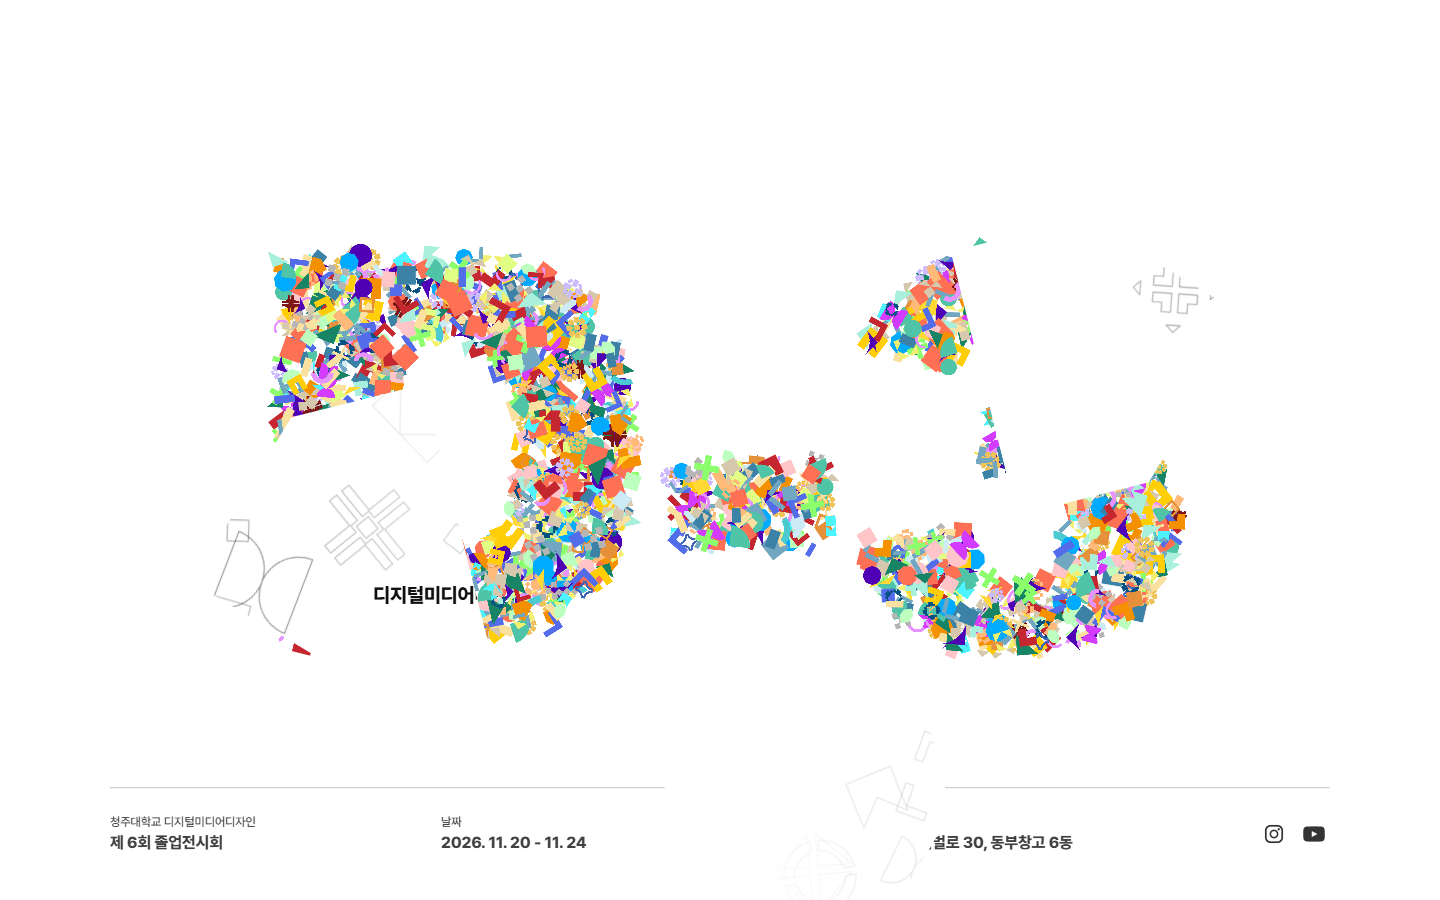 디지털미디어
청주대학교 디지털미디어디자인
제 6회 졸업전시회
날짜
2026. 11. 20 - 11. 24
벌로 30, 동부창고 6동